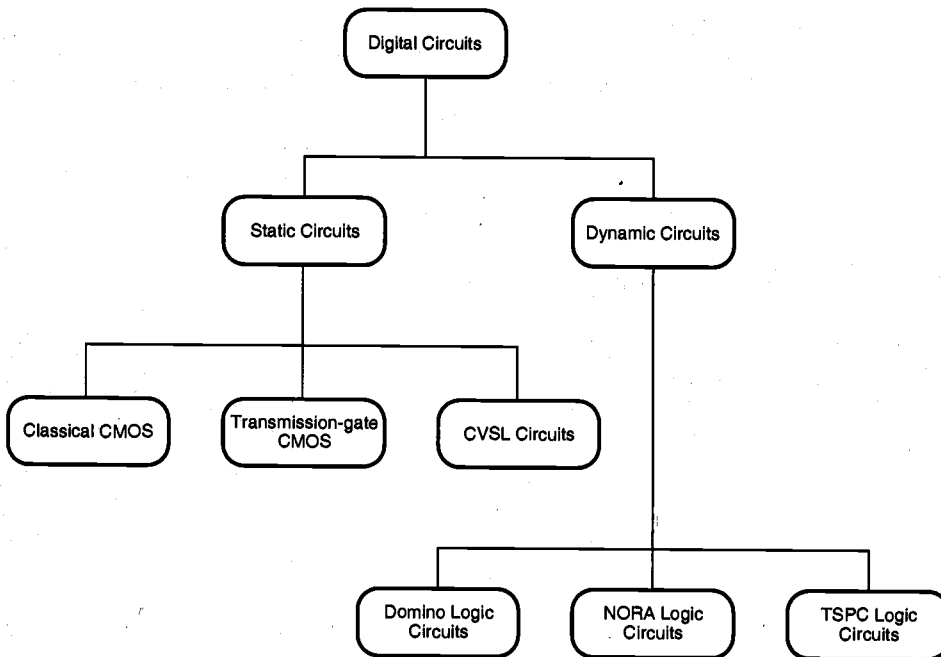 Digital Circuits
Static Circuits
Dynamic Circuits
Classical CMOS
Transmission-gate
CMOS
CVSL Circuits
Domino Logic
Circuits
NORA Logic
Circuits
TSPC Logic
Circuits